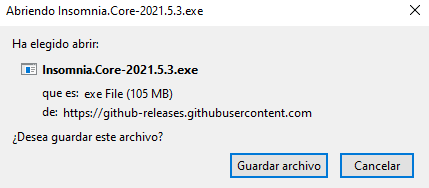 Abriendo Insomnia.Core-2021.5.3.exe
Ha elegido abrir:
Insomnia.Core-2021.5.3.exe
que es: exe File (105 MB)
de: https://github-releases.githubusercontent.com
¿Desea guardar este archivo?
Guardar archivo Cancelar